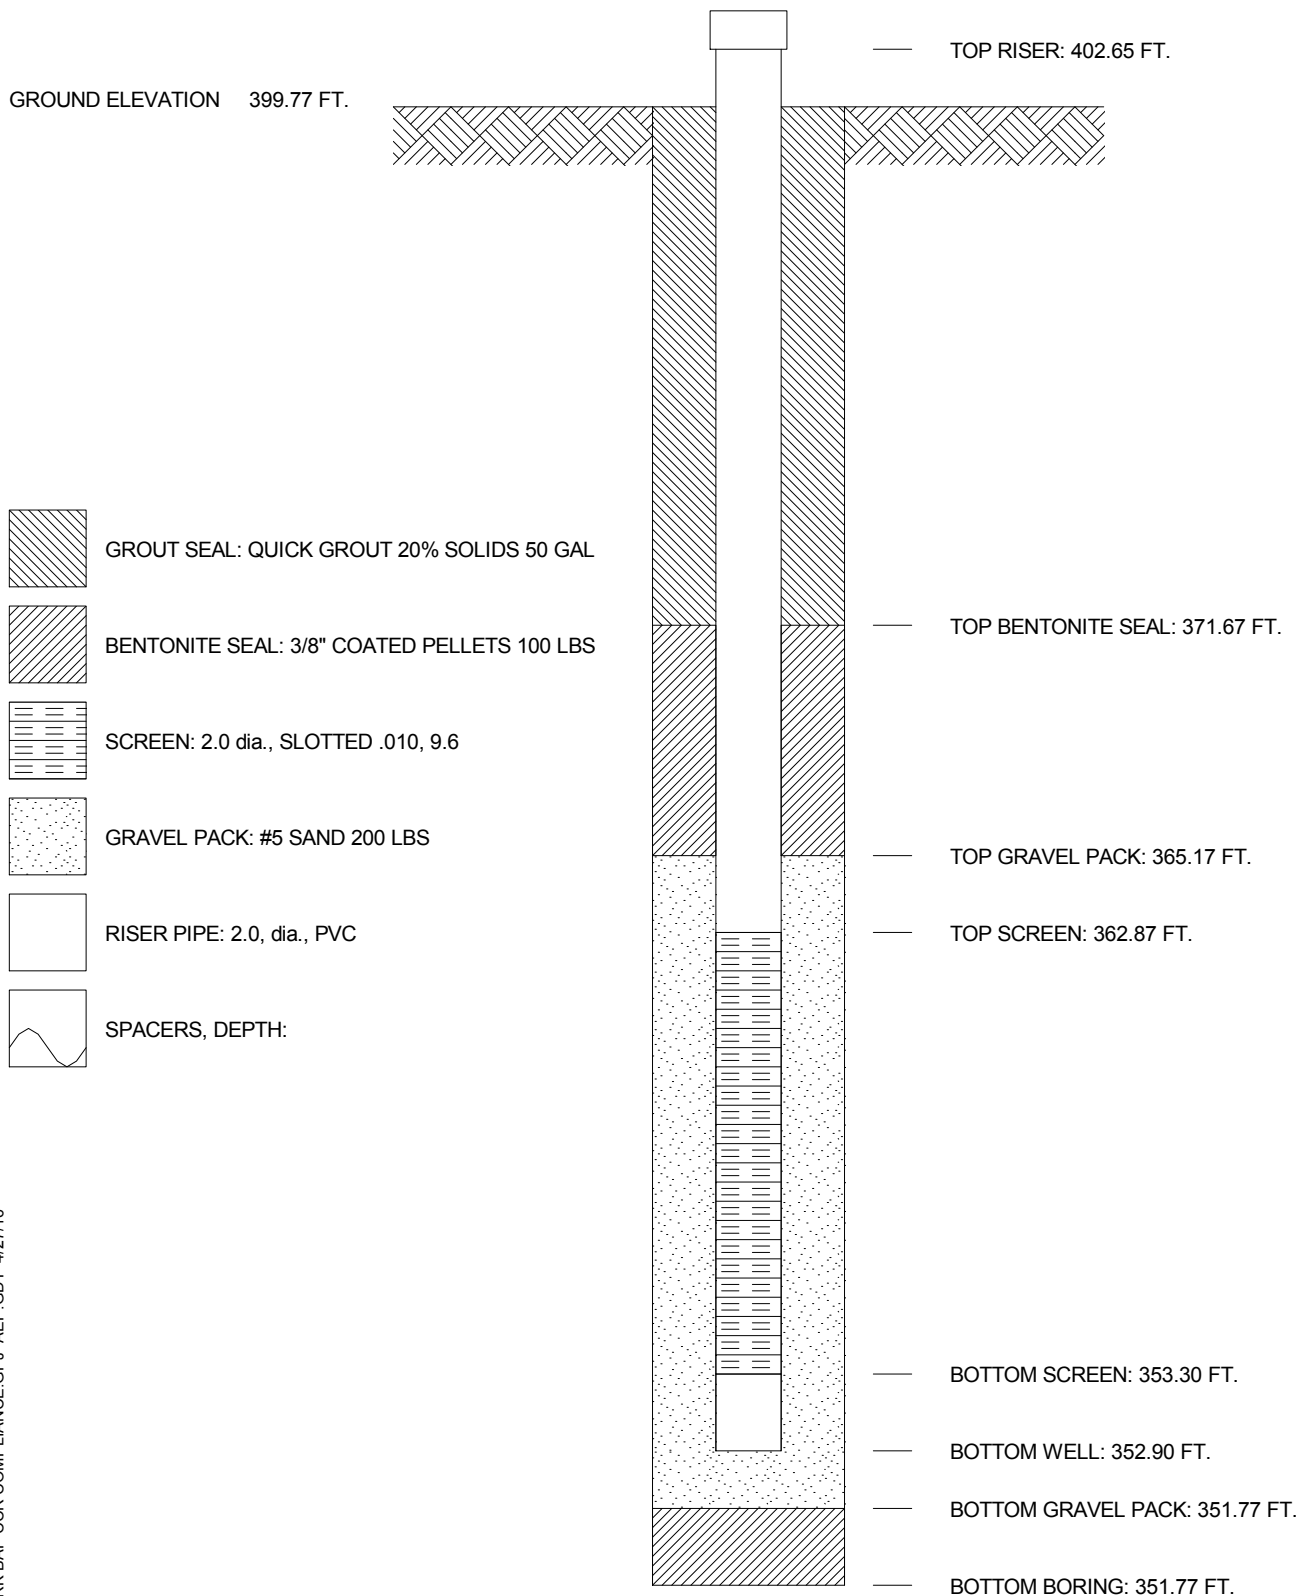 TOP RISER: 402.65 FT.
GROUND ELEVATION 399.77 FT.
GROUT SEAL: QUICK GROUT 20% SOLIDS 50 GAL
TOP BENTONITE SEAL: 371.67 FT.
BENTONITE SEAL: 3/8" COATED PELLETS 100 LBS
SCREEN: 2.0 dia., SLOTTED .010, 9.6
GRAVEL PACK: #5 SAND 200 LBS
TOP GRAVEL PACK: 365.17 FT.
RISER PIPE: 2.0, dia., PVC
TOP SCREEN: 362.87 FT.
SPACERS, DEPTH:
BOTTOM SCREEN: 353.30 FT.
BOTTOM WELL: 352.90 FT.
BOTTOM GRAVEL PACK: 351.77 FT.
BOTTOM BORING: 351.77 FT.